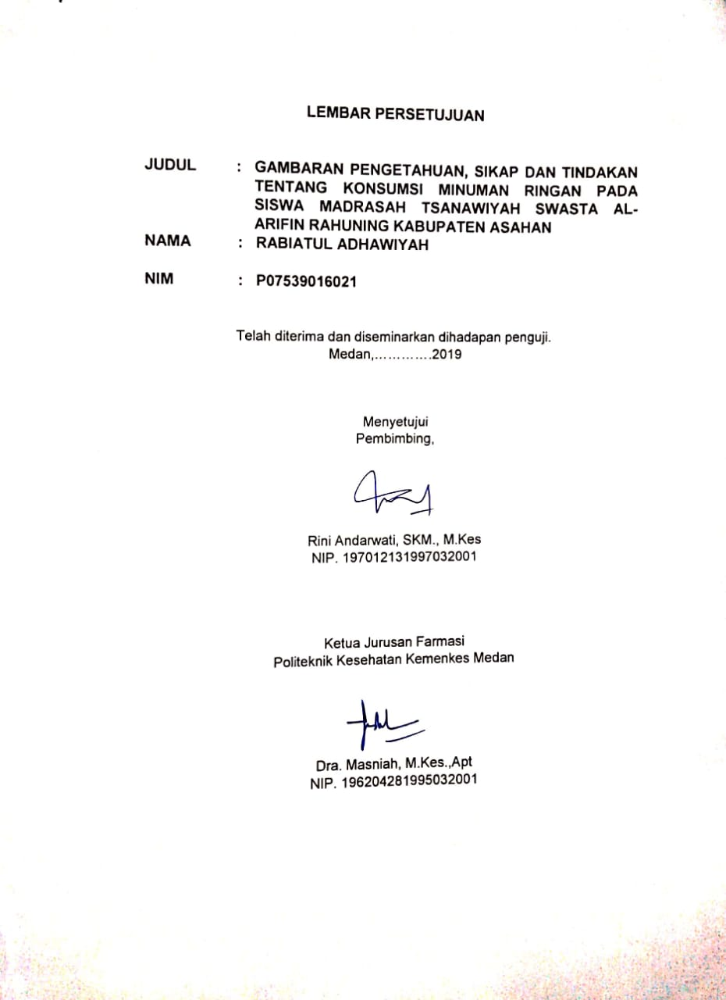 LEMBAR PERSETUJUAN
JUDUL : GAMBARAN PENGETAHUAN, SIKAP DAN TINDAKAN
TENTANG KONSUMSI MINUMAN RINGAN PADA
SISWA MADRASAH TSANAWIYAH SWASTA AL-
ARIFIN RAHUNING KABUPATEN ASAHAN
NAMA : RABIATUL ADHAWIYAH
NIM : P07539016021
Telah diterima dan diseminarkan dihadapan penguji.
Medan,............2019
Menyetujui
Pembimbing,
Rini Andarwati, SKM., M.Kes
NIP. 197012131997032001
Ketua Jurusan Farmasi
Politeknik Kesehatan Kemenkes Medan
Dra. Masniah, M.Kes.,Apt
NIP. 196204281995032001